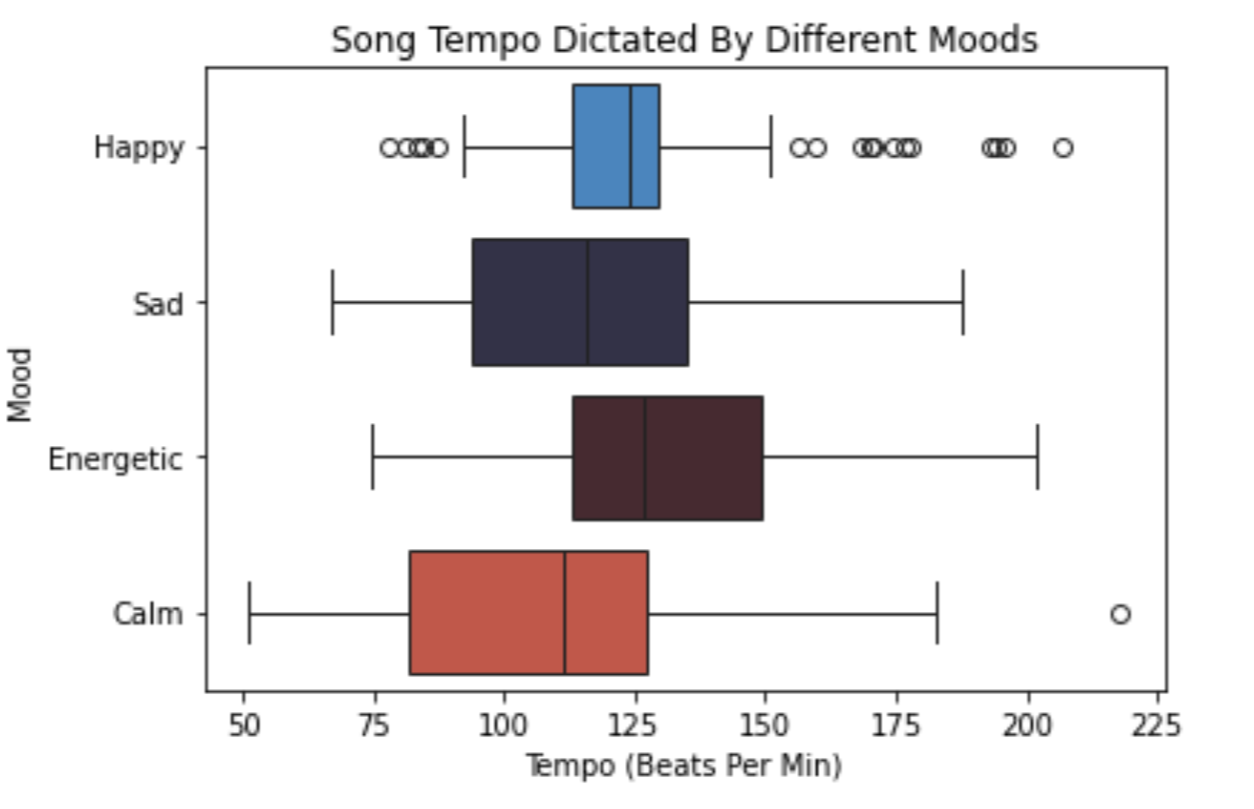 Song Tempo Dictated By Different Moods
Happy
Sad
Energetic
Calm
Mood
50 75 100 125 150 175 200 225
Tempo (Beats Per Min)